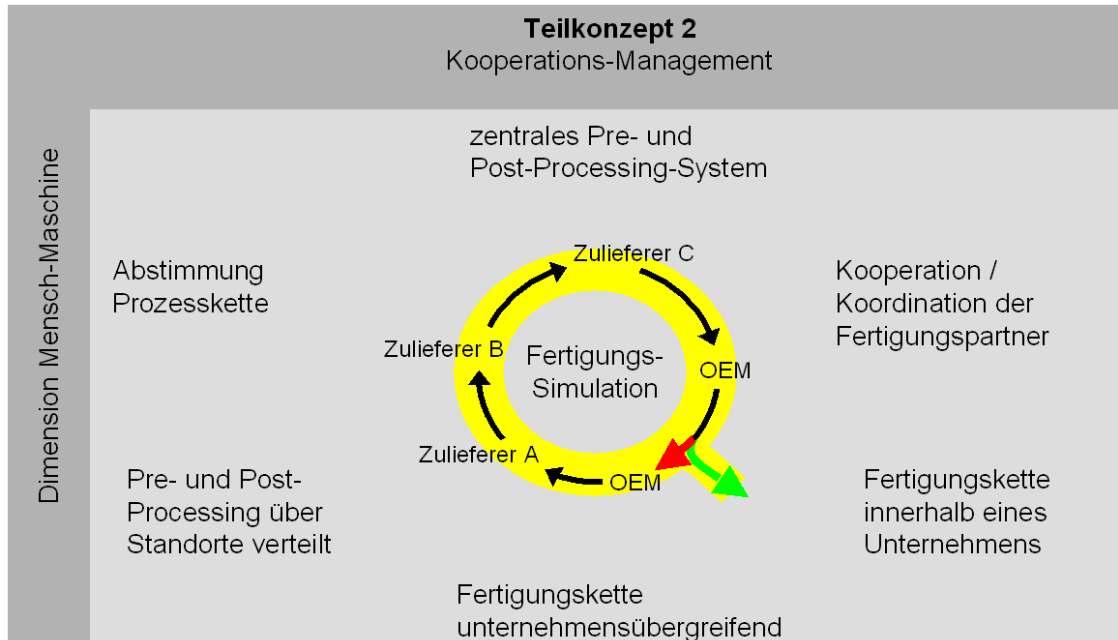 Teilkonzept 2
Kooperations-Management
Dimension Mensch-Maschine
zentrales Pre- und
Post-Processing-System
Abstimmung
Prozesskette
Kooperation /
Koordination der
Fertigungspartner
Zulieferer C
Zulieferer B
Fertigungs-
Simulation
OEM
Zulieferer A
OEM
Pre- und Post-
Processing über
Standorte verteilt
Fertigungskette
innerhalb eines
Unternehmens
Fertigungskette
unternehmensübergreifend